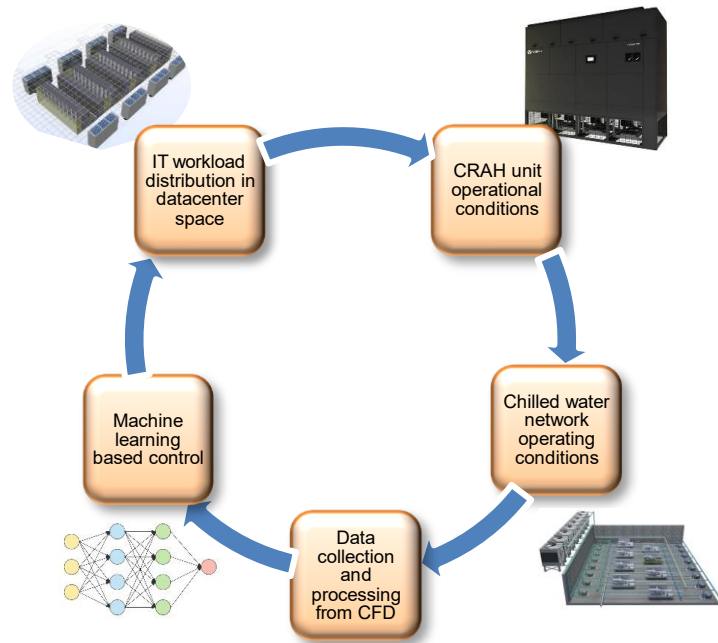 IT workload
distribution in
datacenter
space
CRAH unit
operational
conditions
Chilled water
network
operating
conditions
Data
collection
and
processing
from CFD
Machine
learning
based control